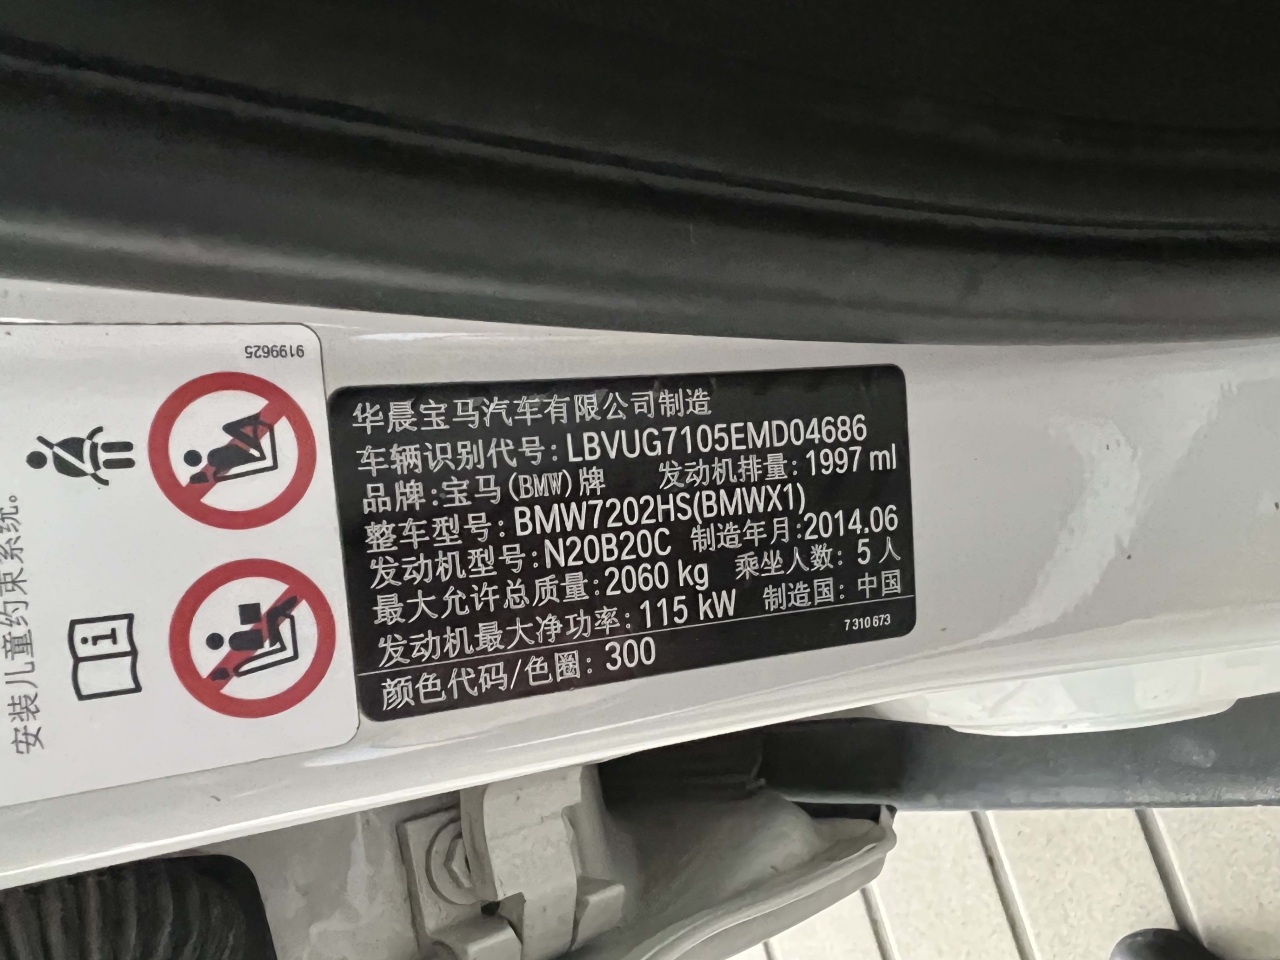 9199625
安装儿童约束系统。
华晨宝马汽车有限公司制造
车辆识别代号:LBVUG7105EMD04686
品牌:宝马(BMW)牌 发动机排量:1997 ml
整车型号:BMW7202HS(BMWX1)
发动机型号:N20B20C 制造年月:2014.06
最大允许总质量:2060 kg 乘坐人数:5人
发动机最大净功率:115 kW 制造国:中国
颜色代码/色圈:300
7 310 673